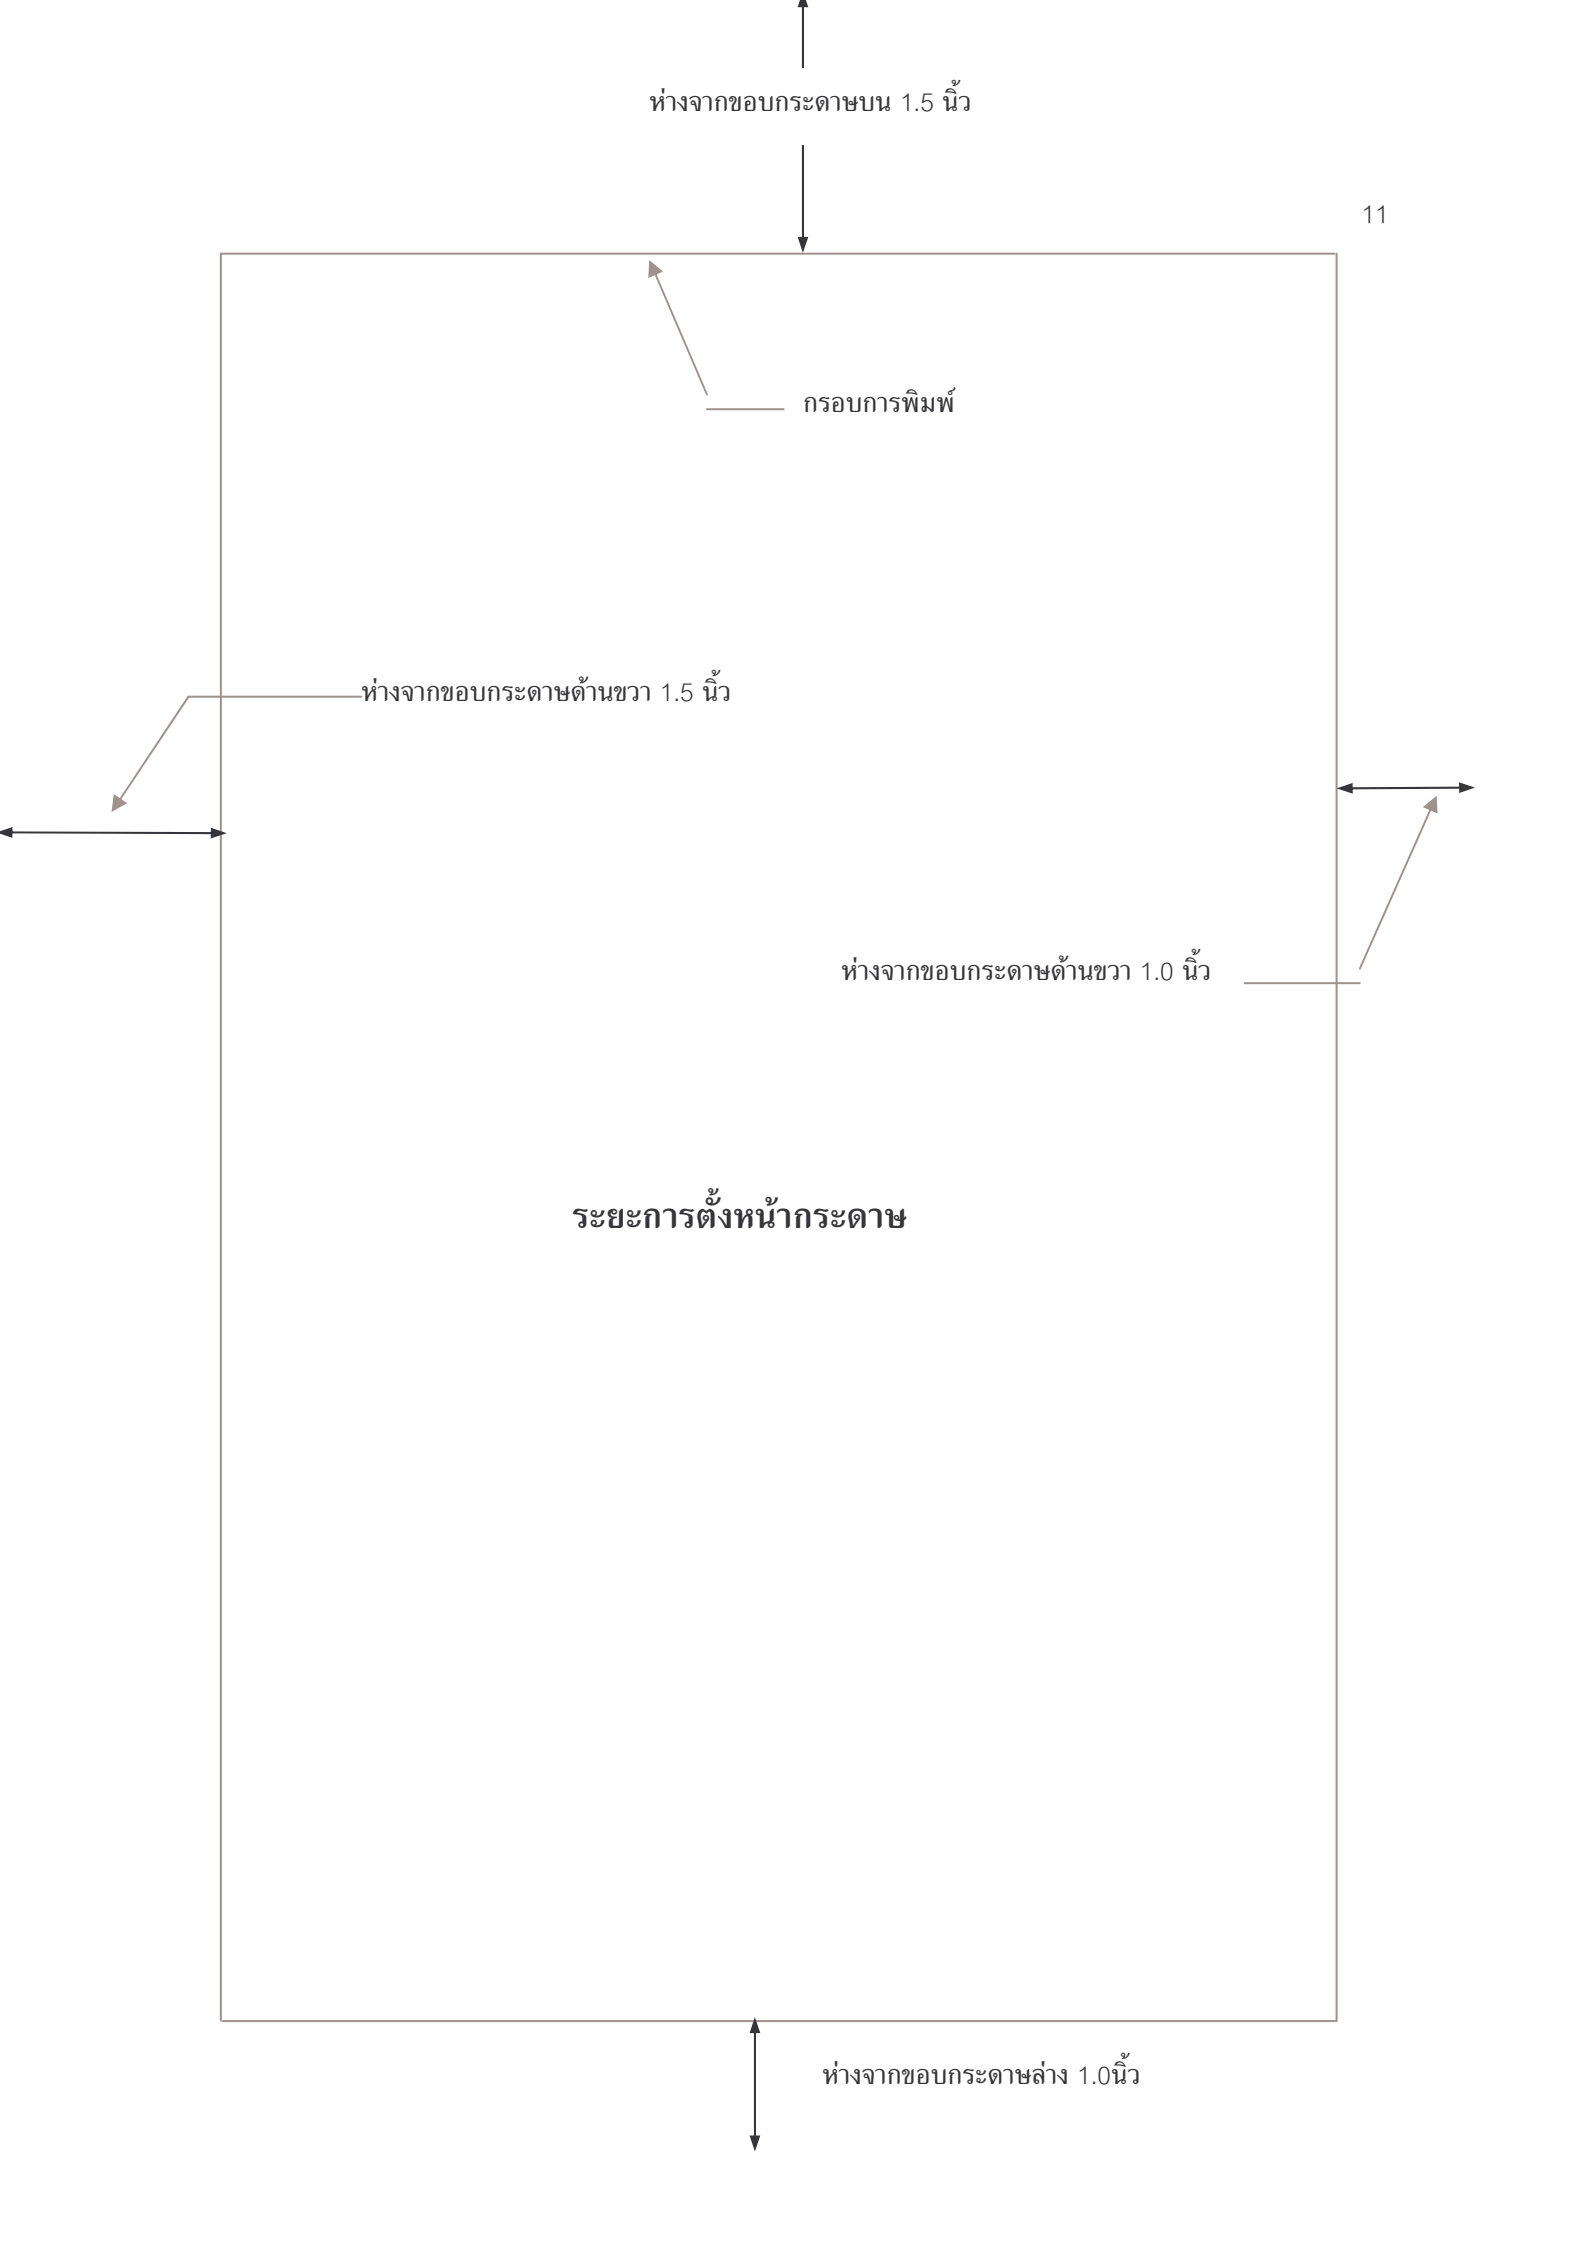 ห่างจากขอบกระดาษบน 1.5 นิ้ว
11
กรอบการพิมพ์
ห่างจากขอบกระดาษด้านขวา 1.5 นิ้ว
ห่างจากขอบกระดาษด้านขวา 1.0 นิ้ว
ระยะการตั้งหน้ากระดาษ
ห่างจากขอบกระดาษล่าง 1.0นิ้ว